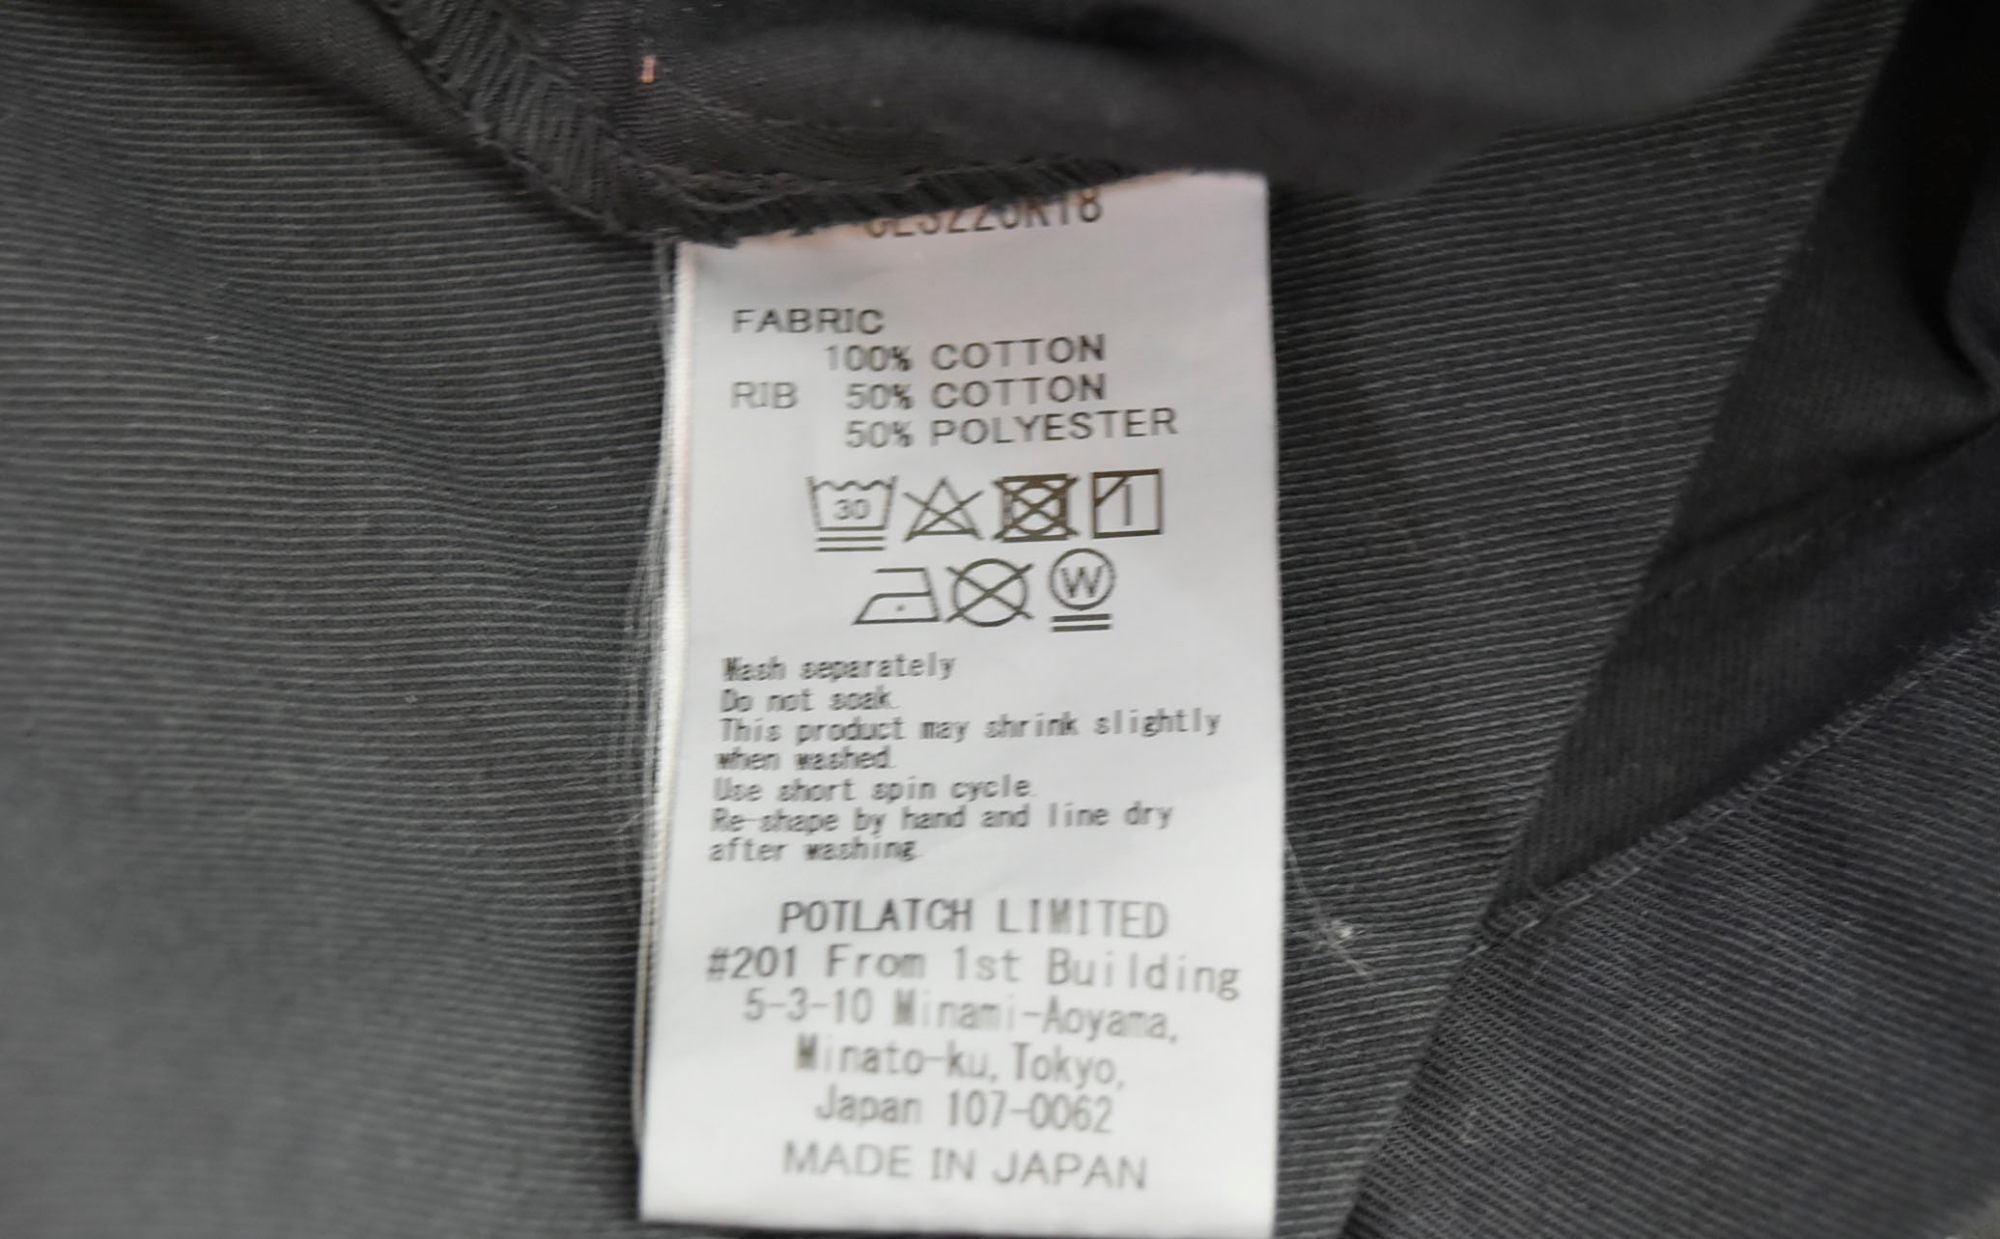 FABRIC
100% COTTON
RIB 50% COTTON
50% POLYESTER
30
W
Wash separately
Do not soak.
This product may shrink slightly
when washed.
Use short spin cycle.
Re-shape by hand and line dry
after washing.
POTLATCH LIMITED
#201 From 1st Building
5-3-10 Minami-Aoyama,
Minato-ku, Tokyo,
Japan 107-0062
MADE IN JAPAN